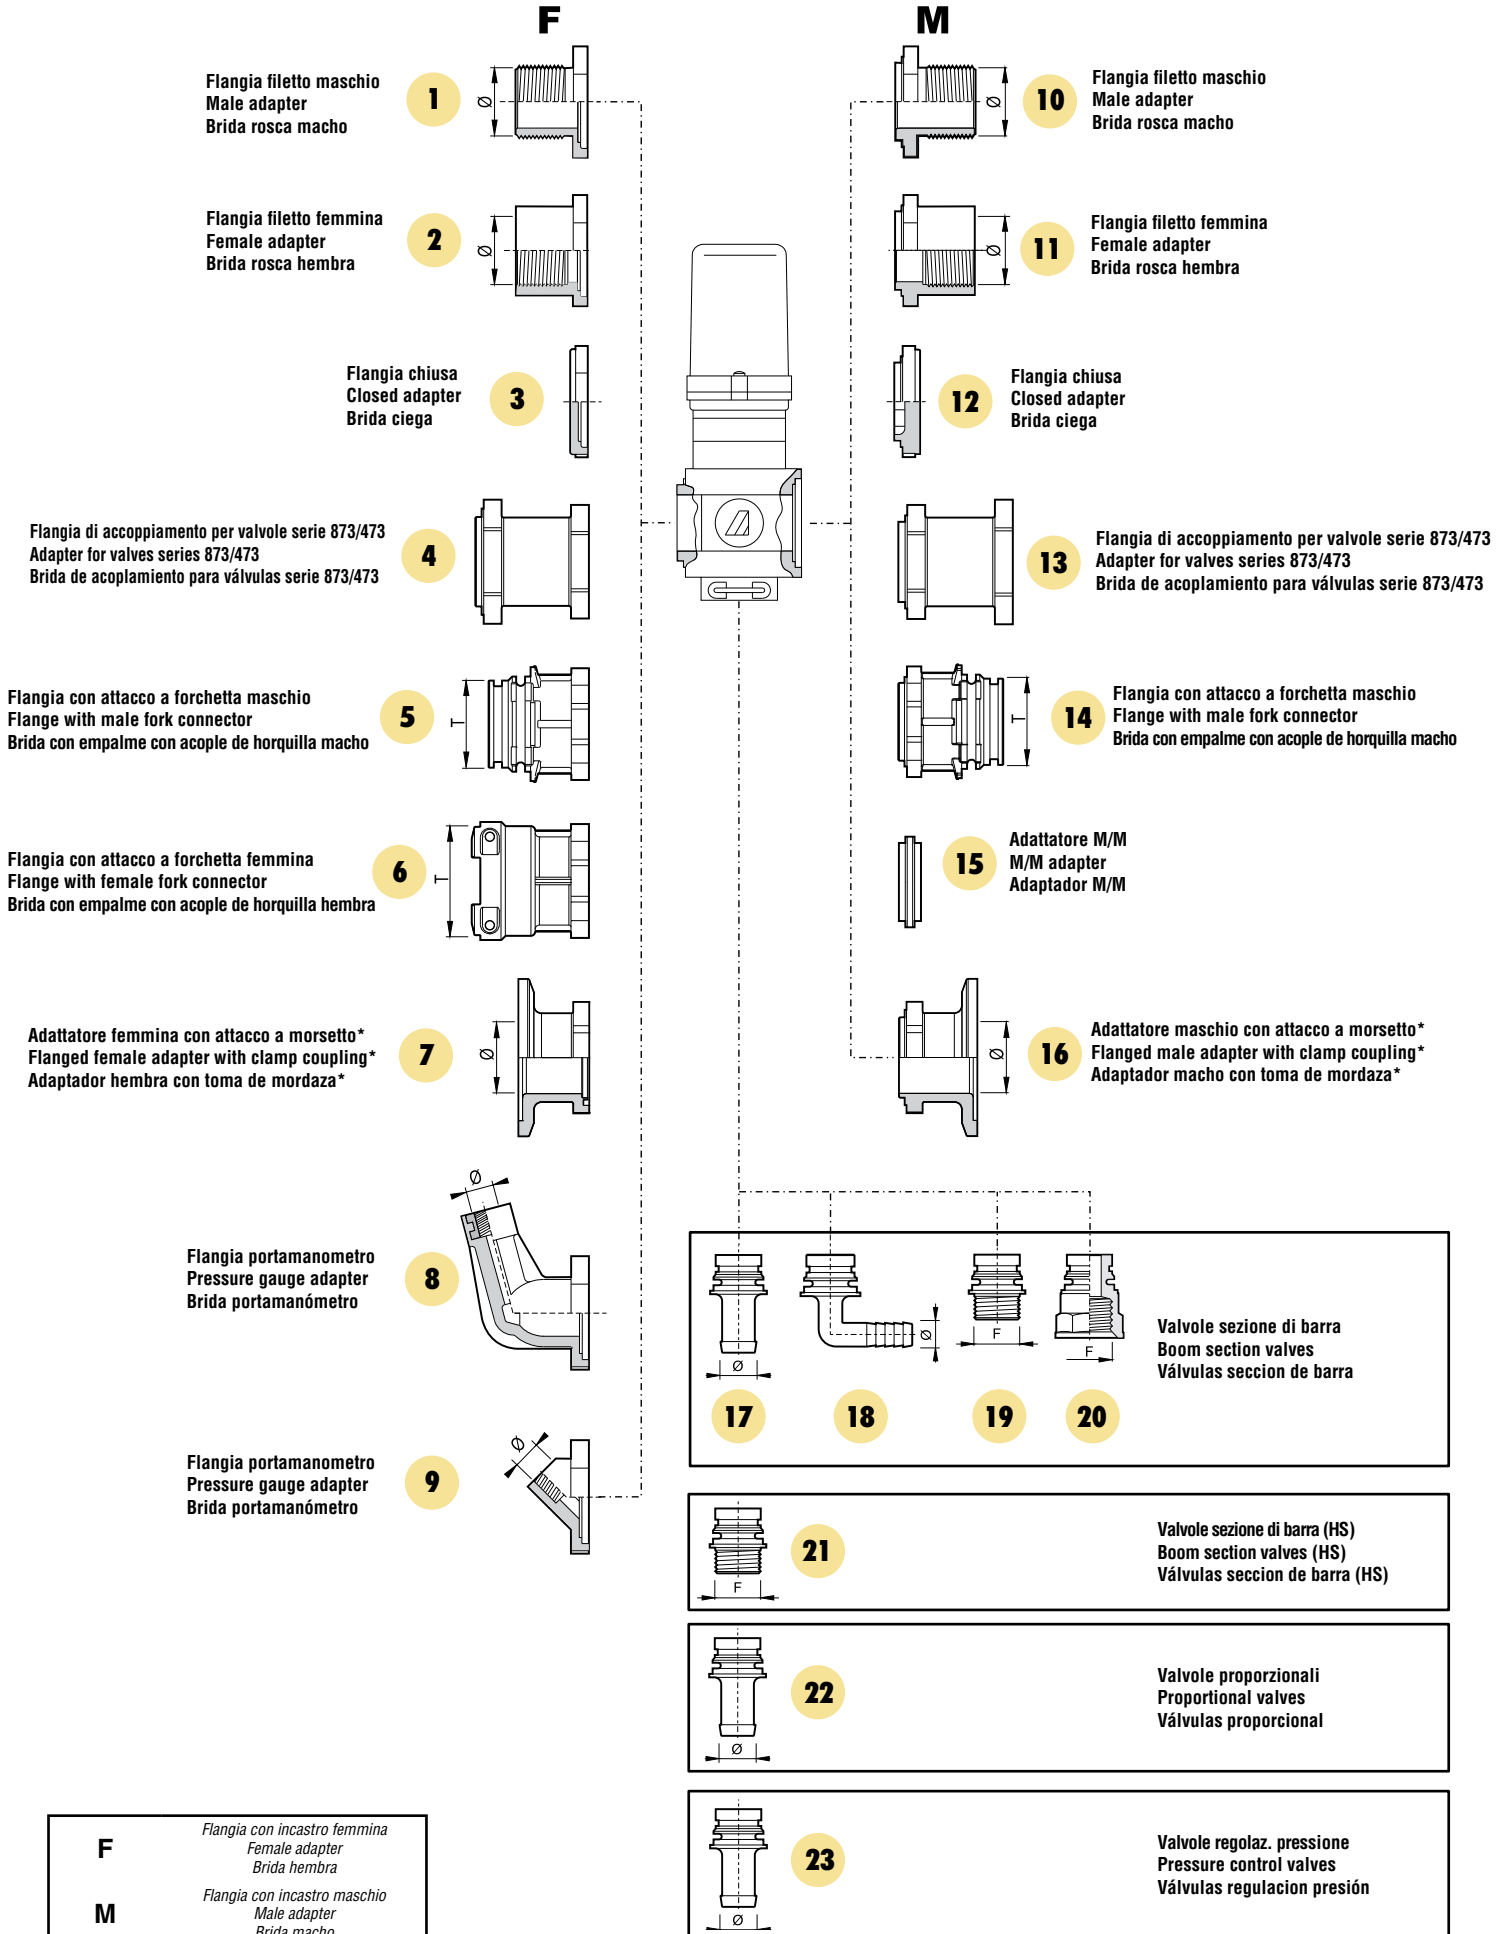 F
M
Flangia filetto maschio
Male adapter
Brida rosca macho
1
Ø
Ø
10
Flangia filetto maschio
Male adapter
Brida rosca macho
Flangia filetto femmina
Female adapter
Brida rosca hembra
2
Ø
Ø
11
Flangia filetto femmina
Female adapter
Brida rosca hembra
Flangia chiusa
Closed adapter
Brida ciega
3
12
Flangia chiusa
Closed adapter
Brida ciega
Flangia di accoppiamento per valvole serie 873/473
Adapter for valves series 873/473
Brida de acoplamiento para válvulas serie 873/473
4
13
Flangia di accoppiamento per valvole serie 873/473
Adapter for valves series 873/473
Brida de acoplamiento para válvulas serie 873/473
Flangia con attacco a forchetta maschio
Flange with male fork connector
Brida con empalme con acople de horquilla macho
5
T
T
14
Flangia con attacco a forchetta maschio
Flange with male fork connector
Brida con empalme con acople de horquilla macho
Flangia con attacco a forchetta femmina
Flange with female fork connector
Brida con empalme con acople de horquilla hembra
6
T
15
Adattatore M/M
M/M adapter
Adaptador M/M
Adattatore femmina con attacco a morsetto*
Flanged female adapter with clamp coupling*
Adaptador hembra con toma de mordaza*
7
Ø
Ø
16
Adattatore maschio con attacco a morsetto*
Flanged male adapter with clamp coupling*
Adaptador macho con toma de mordaza*
Flangia portamanometro
Pressure gauge adapter
Brida portamanómetro
8
Ø
Ø
Ø
F
F
17
18
19
20
Valvole sezione di barra
Boom section valves
Válvulas seccion de barra
Flangia portamanometro
Pressure gauge adapter
Brida portamanómetro
9
Ø
F
21
Valvole sezione di barra (HS)
Boom section valves (HS)
Válvulas seccion de barra (HS)
Ø
22
Valvole proporzionali
Proportional valves
Válvulas proporcional
Ø
23
Valvole regolaz. pressione
Pressure control valves
Válvulas regulacion presión
F
Flangia con incastro femmina
Female adapter
Brida hembra
M
Flangia con incastro maschio
Male adapter
Brida macho